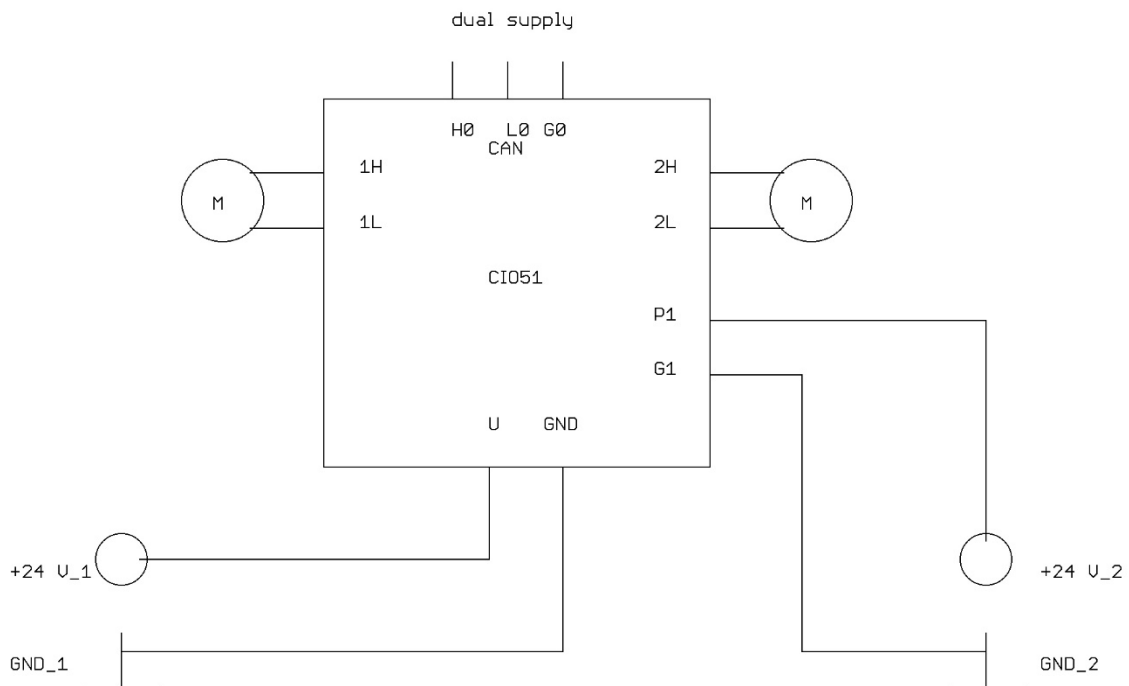 dual supply
H0 L0 G0
CAN
1H 2H
M M
1L 2L
CIO51
P1
G1
U GND
+24 V_1 +24 V_2
GND_1 GND_2